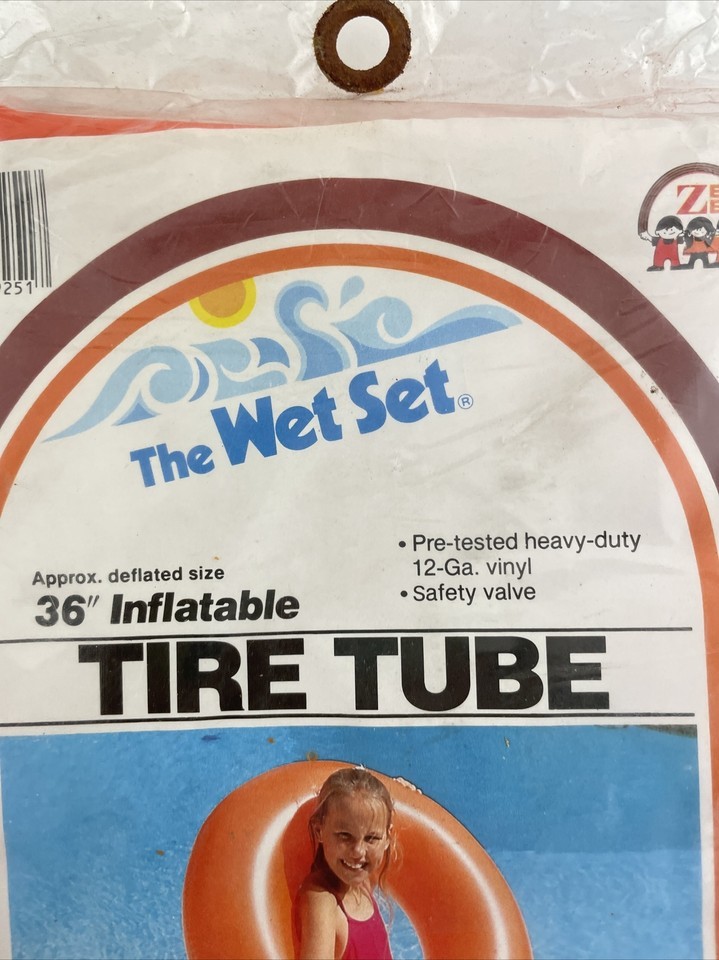 251
The Wet Set®
• Pre-tested heavy-duty
12-Ga. vinyl
• Safety valve
Approx. deflated size
36" Inflatable
TIRE TUBE